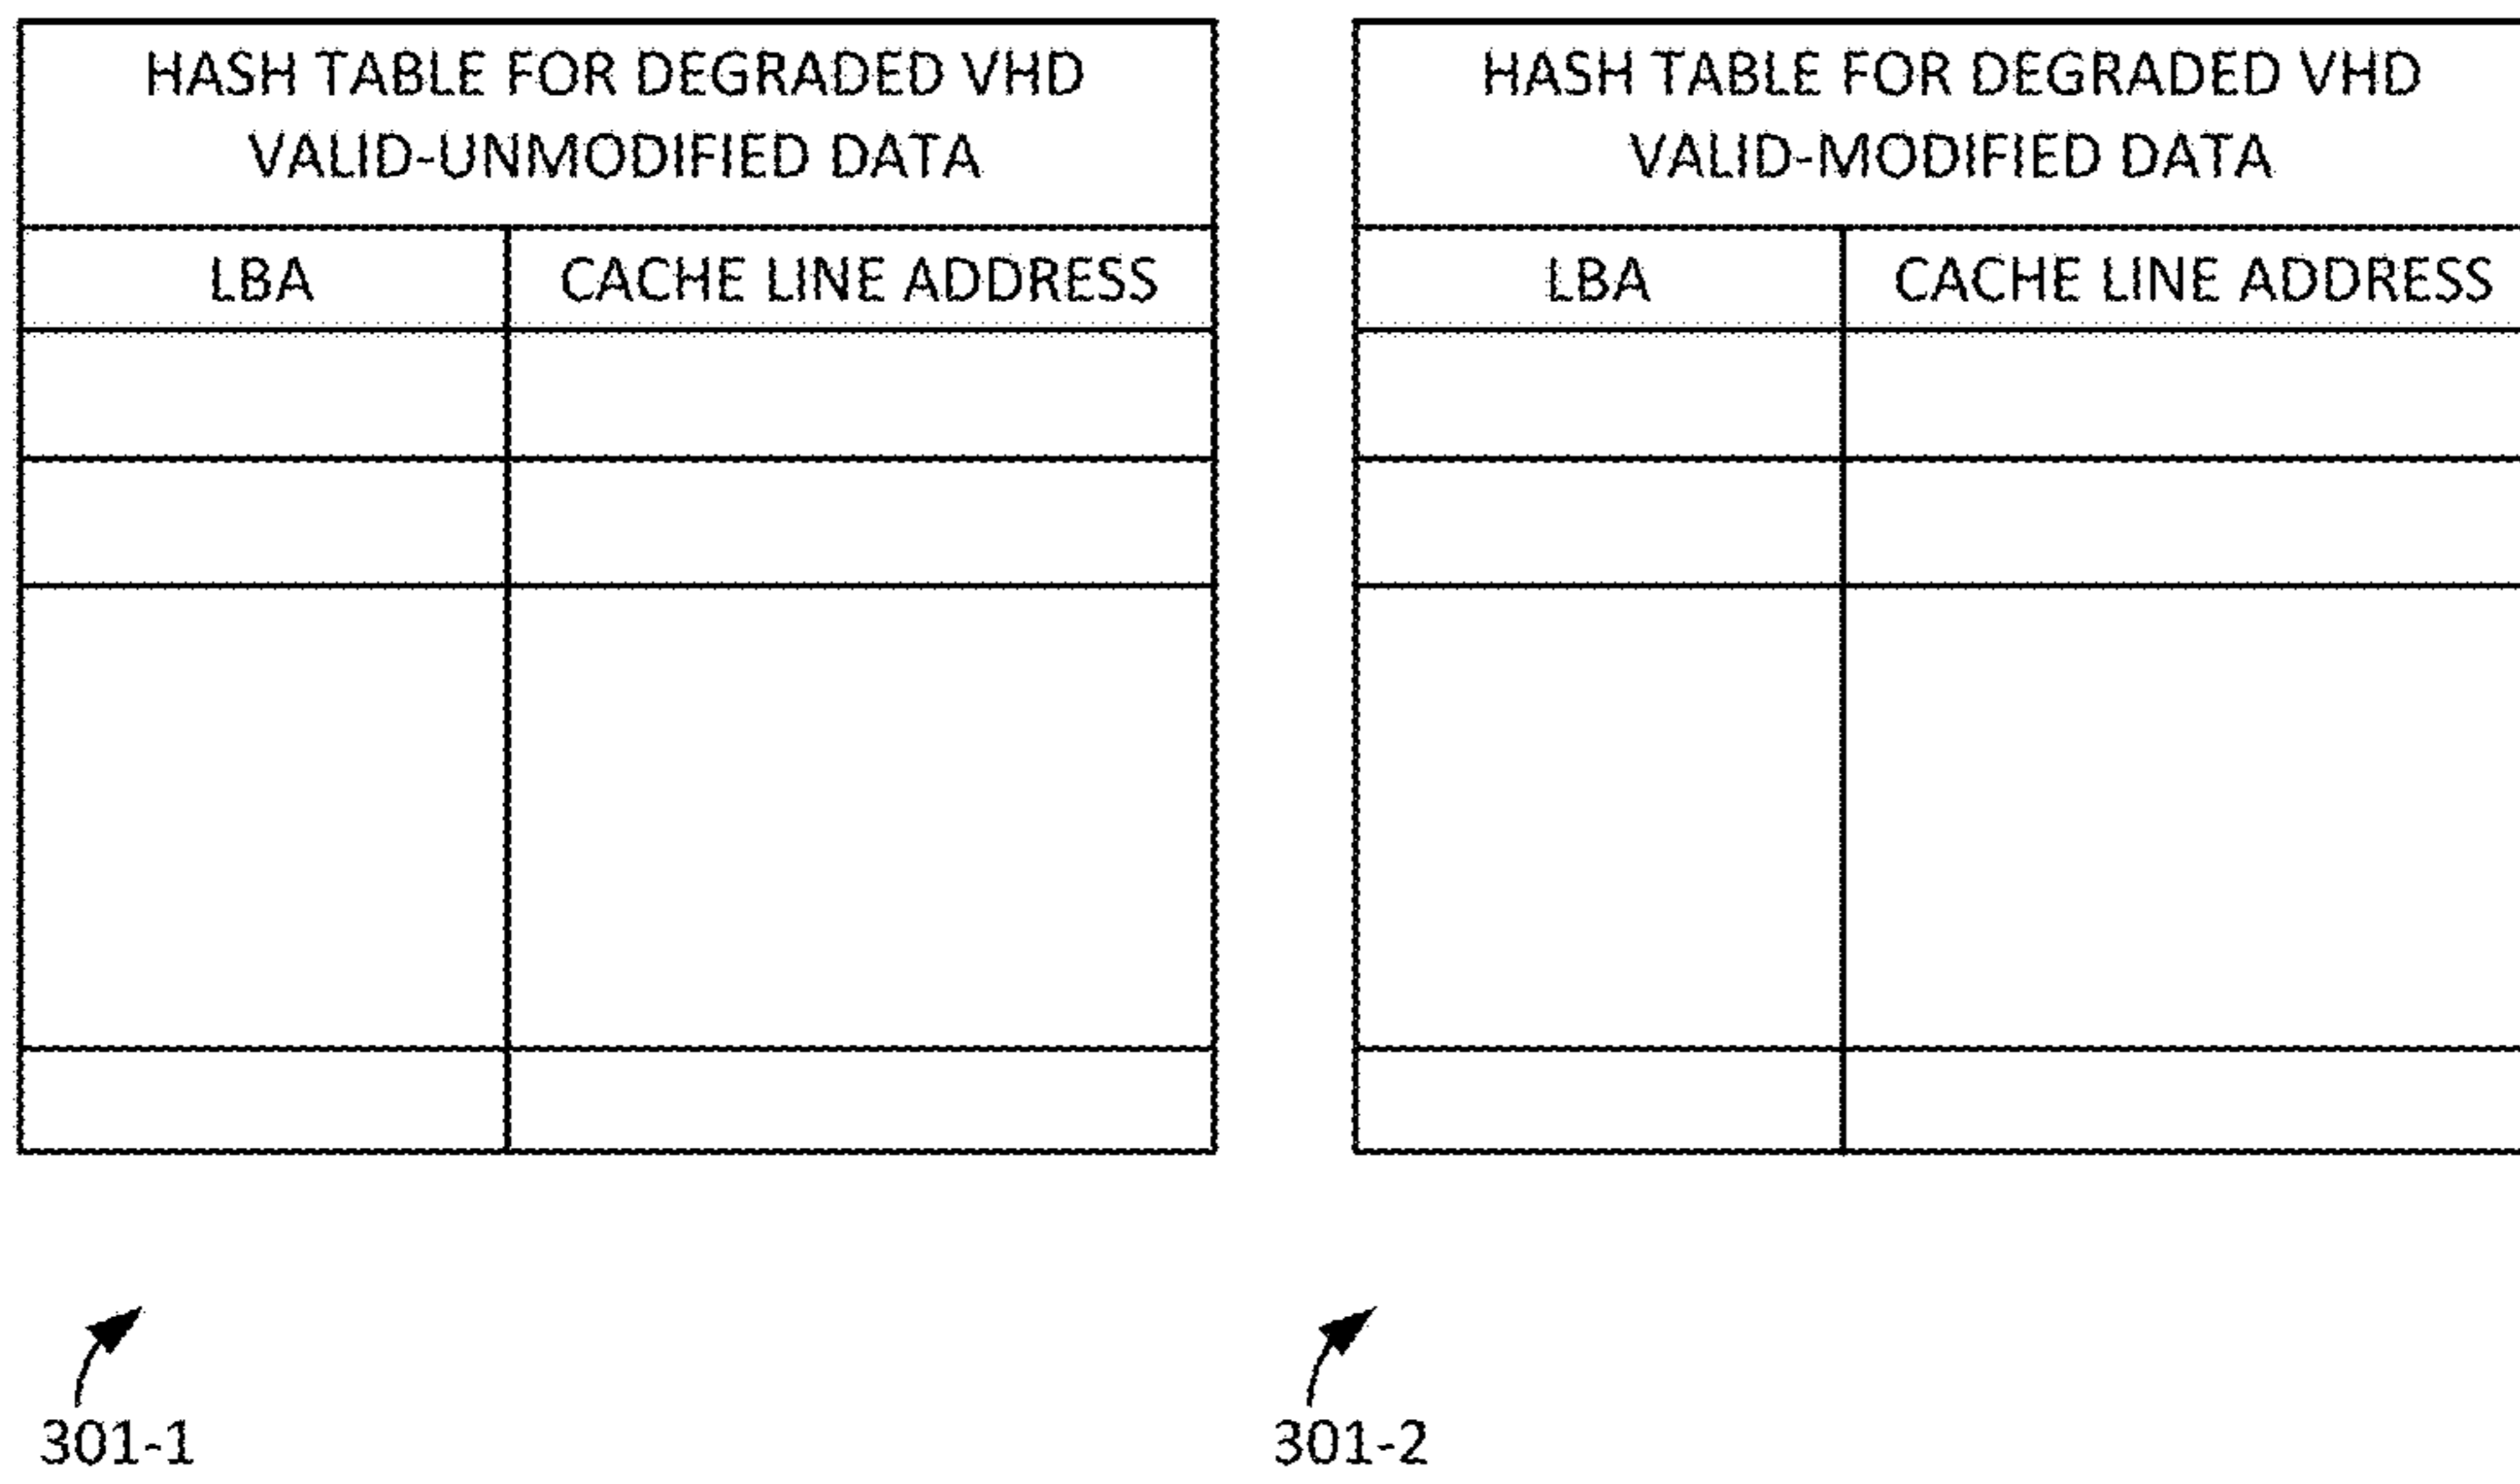 HASH TABLE FOR DEGRADED VHD
VALID-UNMODIFIED DATA
LBA
CACHE LINE ADDRESS
HASH TABLE FOR DEGRADED VHD
VALID-MODIFIED DATA
LBA
CACHE LINE ADDRESS
301-1
301-2